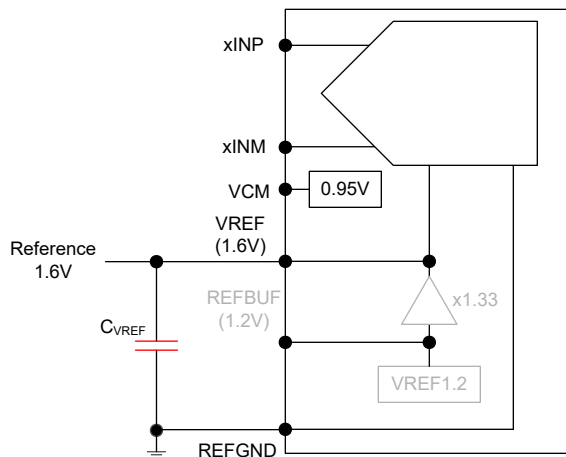 xINP
xINM
VCM
0.95V
VREF
(1.6V)
Reference
1.6V
REFBUF
(1.2V)
x1.33
CVREF
VREF1.2
REFGND